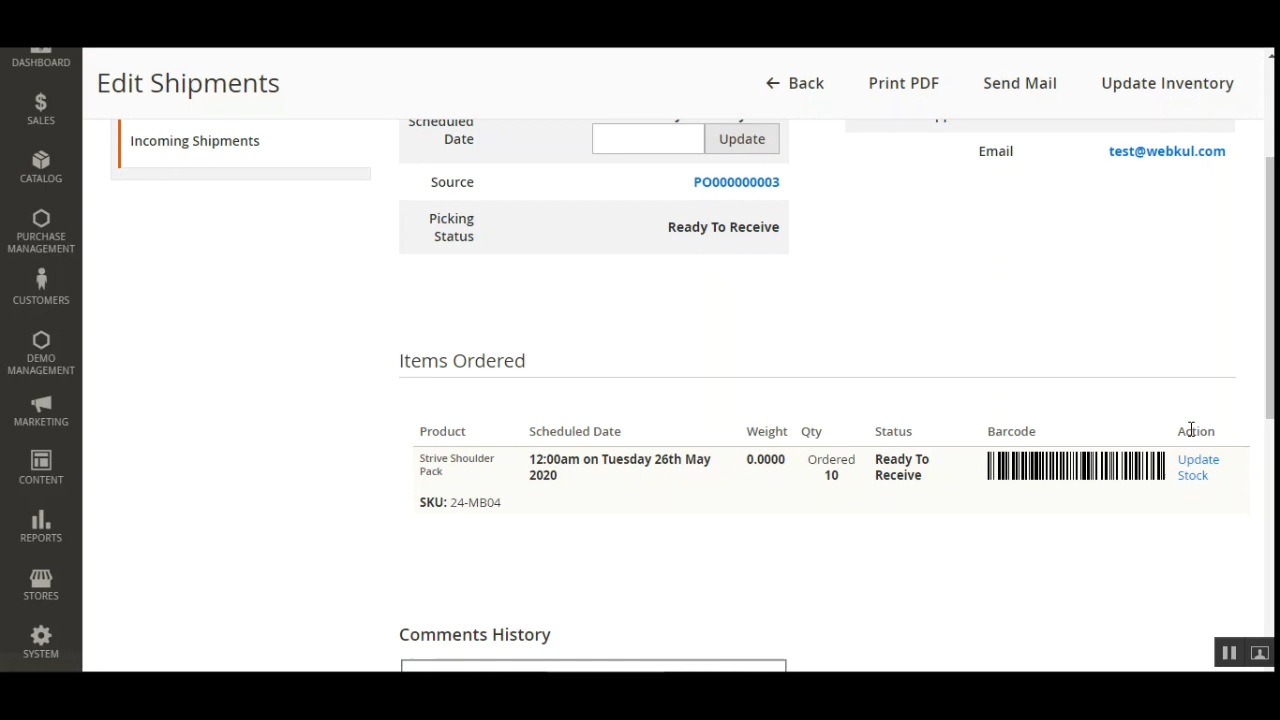 DASHBOARD
SALES
CATALOG
PURCHASE
MANAGEMENT
CUSTOMERS
DEMO
MANAGEMENT
MARKETING
CONTENT
REPORTS
STORES
SYSTEM
Edit Shipments
← Back
Print PDF
Send Mail
Update Inventory
Incoming Shipments
Scheduled
Date
Update
Source
PO000000003
Picking
Status
Ready To Receive
Email
test@webkul.com
Items Ordered
Product
Scheduled Date
Weight
Qty
Status
Barcode
Action
Strive Shoulder
Pack
SKU: 24-MB04
12:00am on Tuesday 26th May
2020
0.0000
Ordered
10
Ready To
Receive
Update
Stock
Comments History